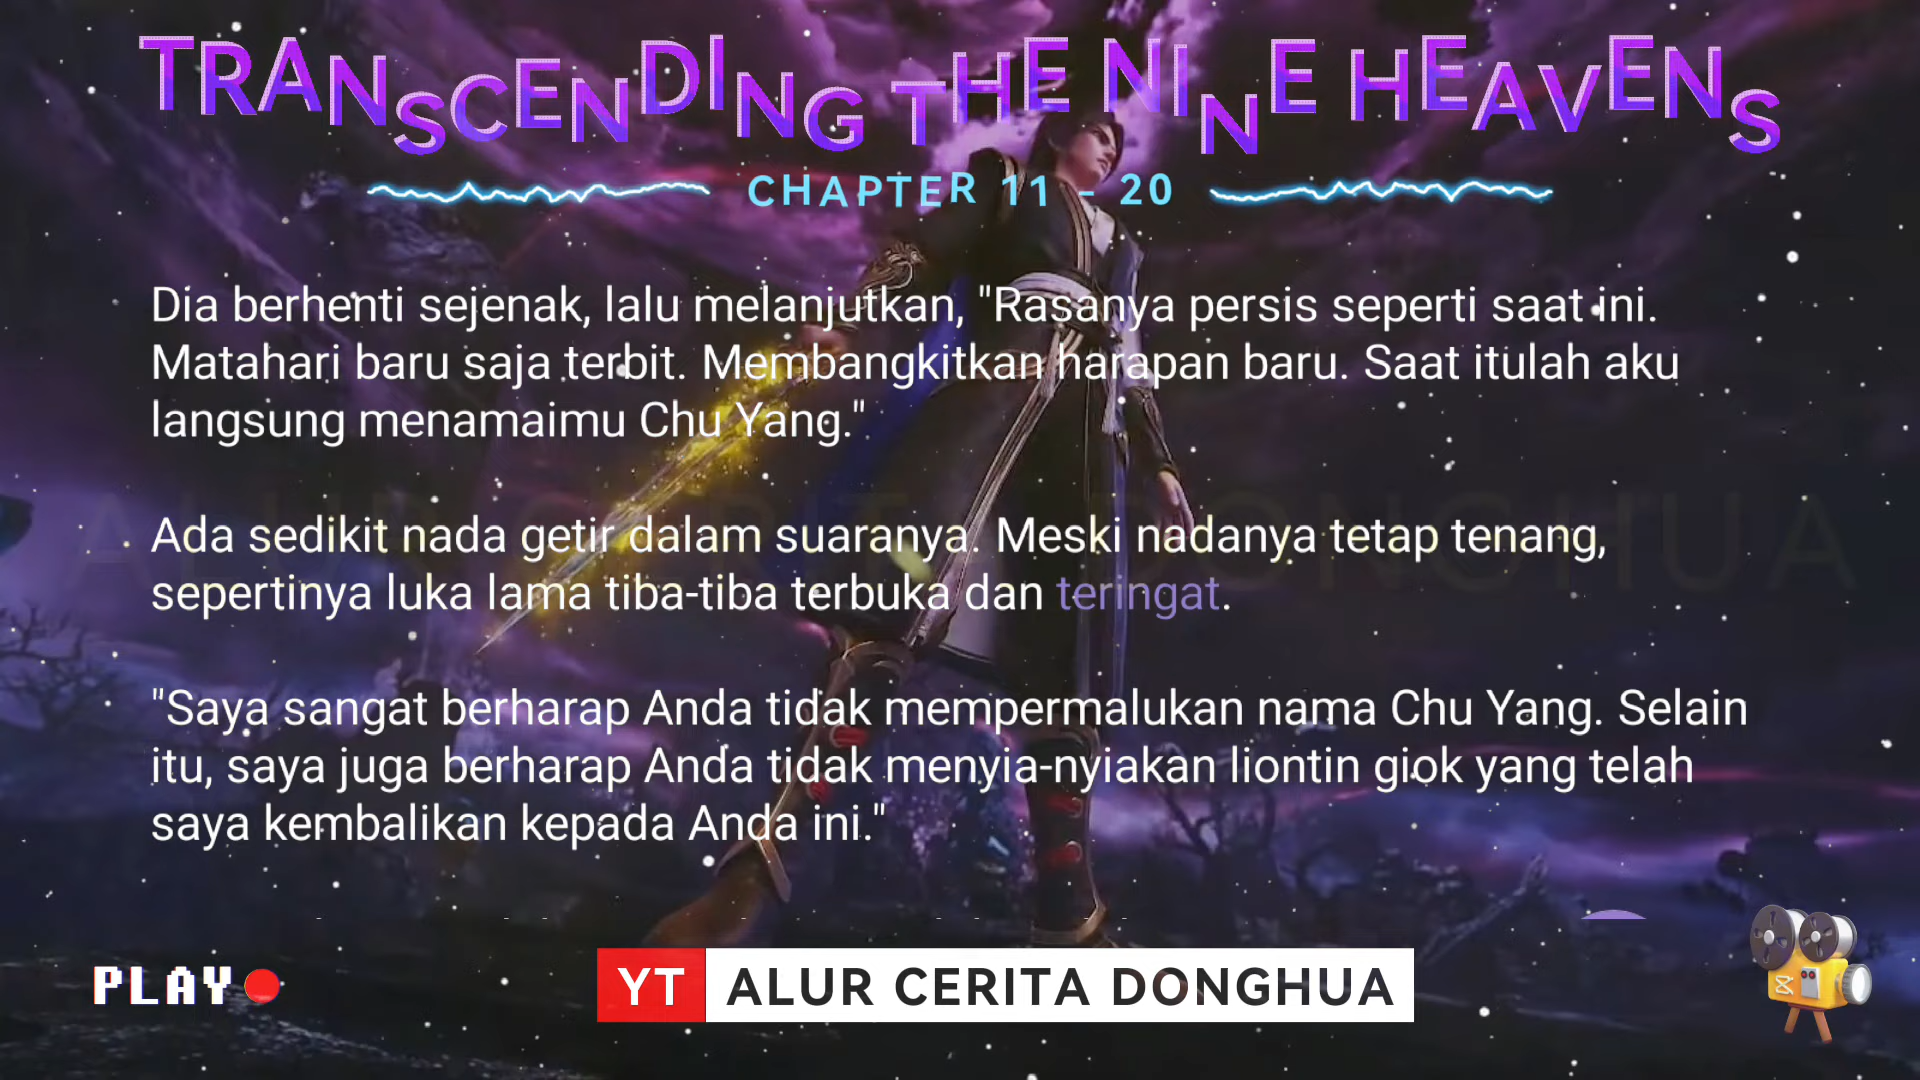 TRANSCENDING THE NINE HEAVENS
CHAPTER 11 - 20
Dia berhenti sejenak, lalu melanjutkan, "Rasanya persis seperti saat ini.
Matahari baru saja terbit. Membangkitkan harapan baru. Saat itulah aku
langsung menamaimu Chu Yang."
ALUR CERITA DONGHUA
Ada sedikit nada getir dalam suaranya. Meski nadanya tetap tenang,
sepertinya luka lama tiba-tiba terbuka dan teringat.
"Saya sangat berharap Anda tidak mempermalukan nama Chu Yang. Selain
itu, saya juga berharap Anda tidak menyia-nyiakan liontin giok yang telah
saya kembalikan kepada Anda ini."
PLAY
YT ALUR CERITA DONGHUA